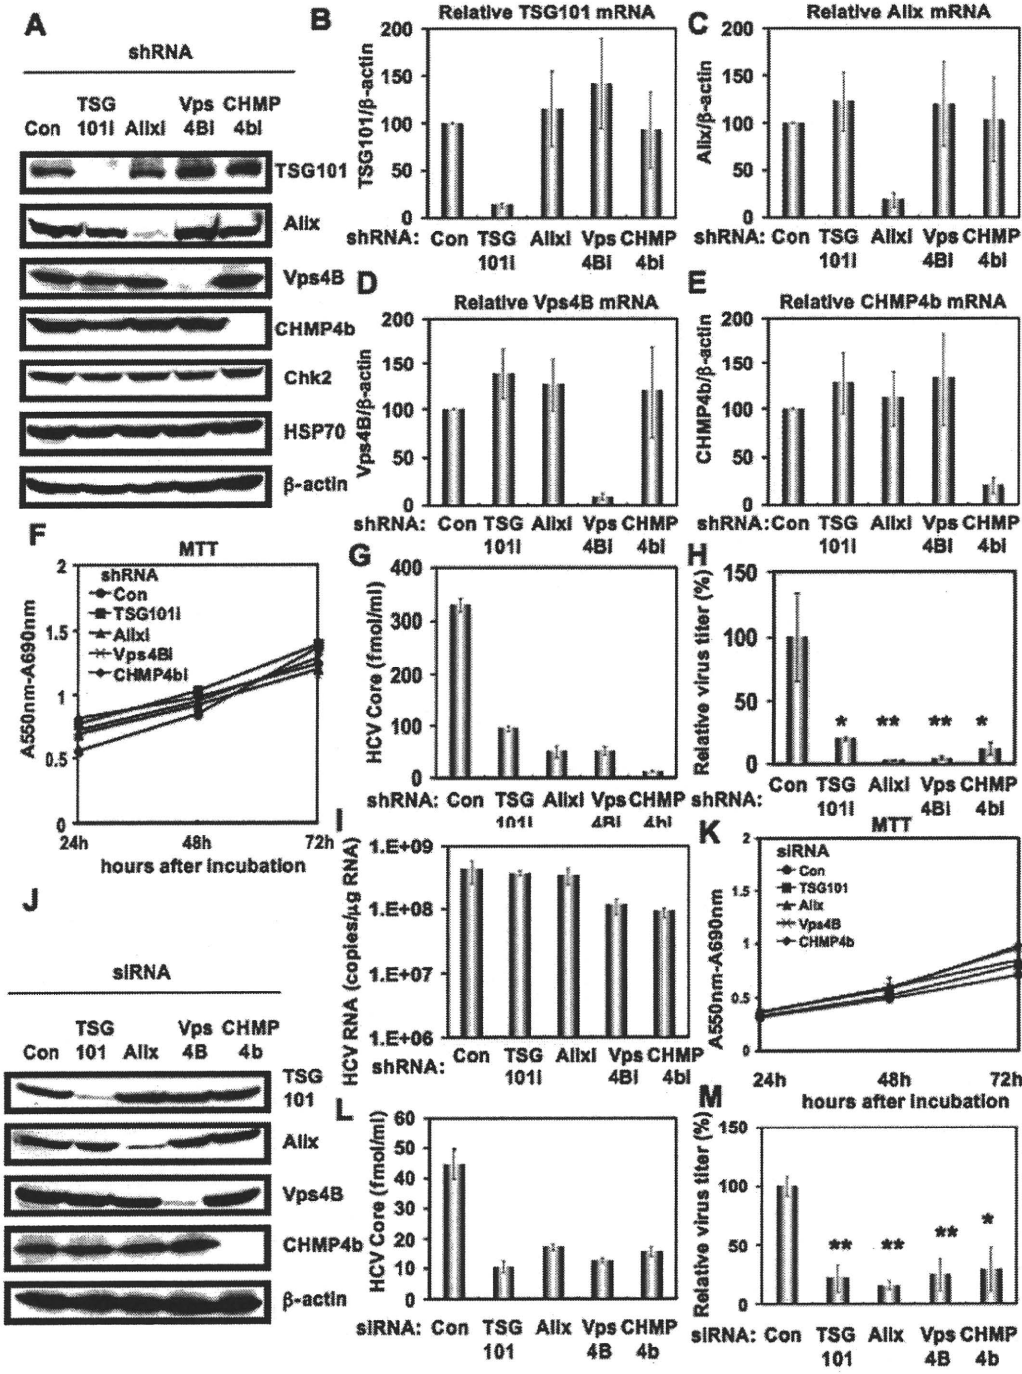 A
shRNA
TSG Vps CHMP
Con 101i Alixi 4Bi 4bi
TSG101
Alix
Vps4B
CHMP4b
Chk2
HSP70
β-actin
B
Relative TSG101 mRNA
TSG101/β-actin
200
150
100
50
0
shRNA: Con TSG Alixi Vps CHMP
101i 4Bi 4bi
C
Relative Alix mRNA
Alix/β-actin
200
150
100
50
0
shRNA: Con TSG Alixi Vps CHMP
101i 4Bi 4bi
D
Relative Vps4B mRNA
Vps4B/β-actin
200
150
100
50
0
shRNA: Con TSG Alixi Vps CHMP
101i 4Bi 4bi
E
Relative CHMP4b mRNA
CHMP4b/β-actin
200
150
100
50
0
shRNA: Con TSG Alixi Vps CHMP
101i 4Bi 4bi
F
MTT
A550nm-A690nm
2
1.5
1
0.5
0
shRNA
Con
TSG101i
Alixi
Vps4Bi
CHMP4bi
24h 48h 72h
hours after incubation
G
HCV Core (fmol/ml)
400
300
200
100
0
shRNA: Con TSG Alixi Vps CHMP
101i 4Bi 4bi
H
Relative virus titer (%)
150
100
50
0
* ** ** *
shRNA: Con TSG Alixi Vps CHMP
101i 4Bi 4bi
I
HCV RNA (copies/μg RNA)
1.E+09
1.E+08
1.E+07
1.E+06
shRNA: Con TSG Alixi Vps CHMP
101i 4Bi 4bi
J
siRNA
TSG Vps CHMP
Con 101 Alix 4B 4b
TSG
101
Alix
Vps4B
CHMP4b
β-actin
K
MTT
A550nm-A690nm
2
1.5
1
0.5
0
siRNA
Con
TSG101
Alix
Vps4B
CHMP4b
24h 48h 72h
hours after incubation
L
HCV Core (fmol/ml)
60
50
40
30
20
10
0
siRNA: Con TSG Alix Vps CHMP
101 4B 4b
M
Relative virus titer (%)
150
100
50
0
** ** ** *
siRNA: Con TSG Alix Vps CHMP
101 4B 4b